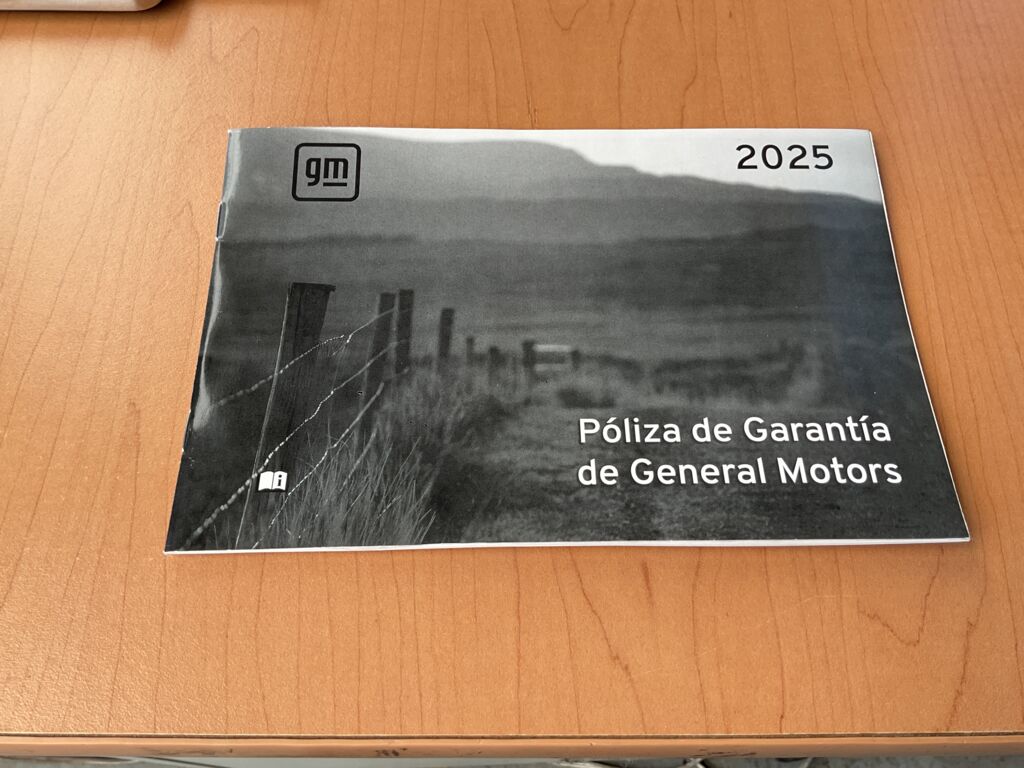 gm
2025
Póliza de Garantía
de General Motors